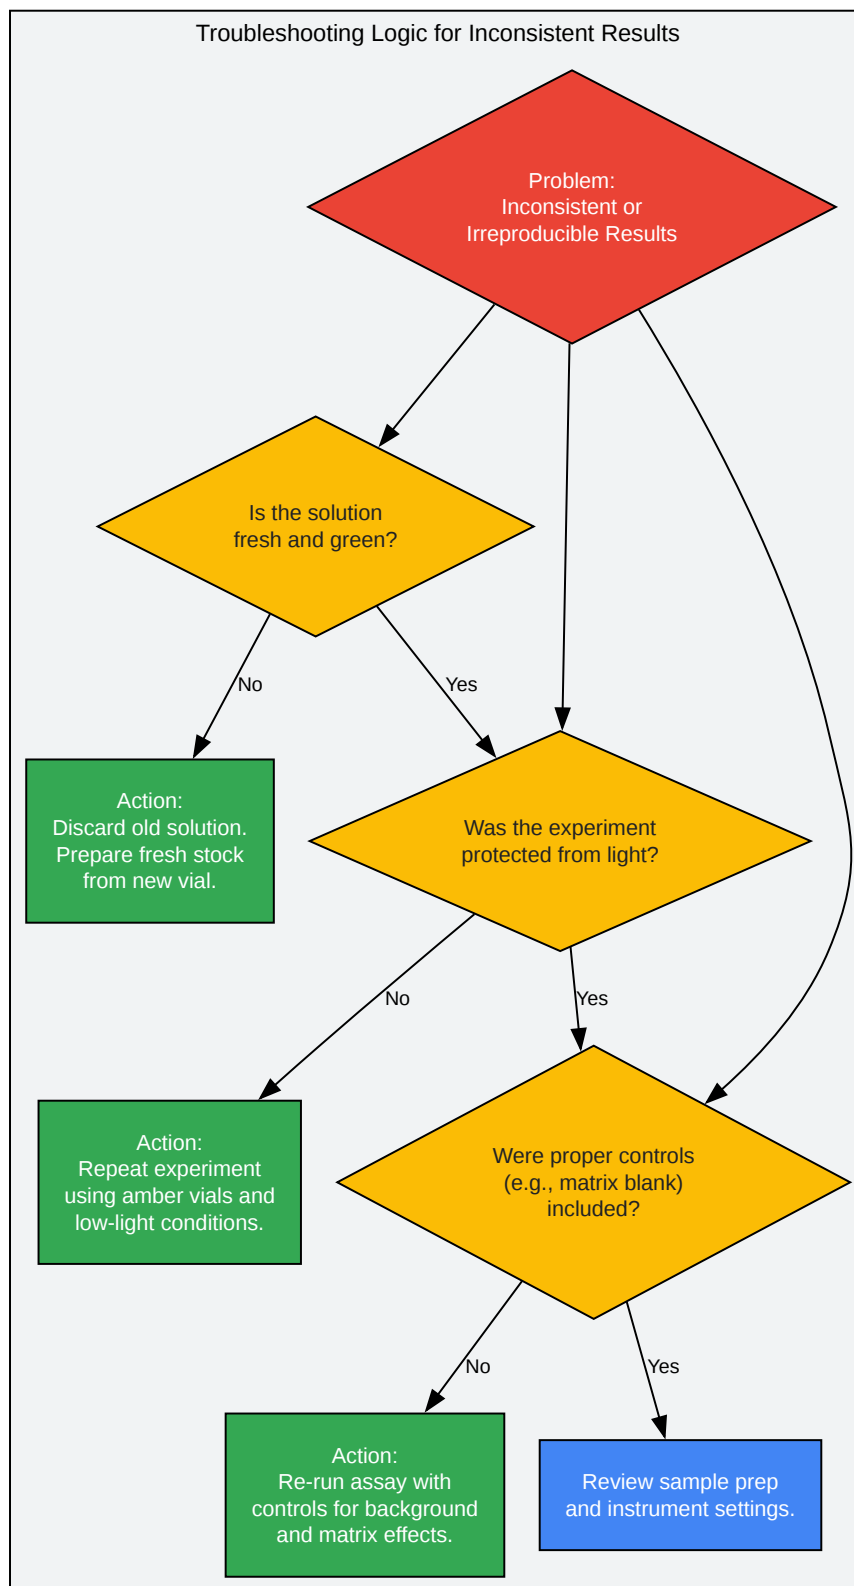 Troubleshooting Logic for Inconsistent Results
Problem:
Inconsistent or
Irreproducible Results
Is the solution
fresh and green?
No
Yes
Action:
Discard old solution.
Prepare fresh stock
from new vial.
Was the experiment
protected from light?
No
Yes
Action:
Repeat experiment
using amber vials and
low-light conditions.
Were proper controls
(e.g., matrix blank)
included?
No
Yes
Action:
Re-run assay with
controls for background
and matrix effects.
Review sample prep
and instrument settings.